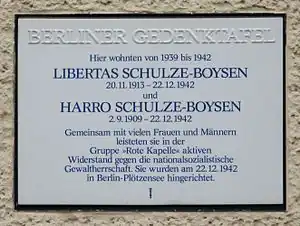 BERLINER GEDENKTAFEL
Hier wohnten von 1939 bis 1942
LIBERTAS SCHULZE-BOYSEN
20.11.1913 – 22.12.1942
und
HARRO SCHULZE-BOYSEN
2.9.1909 – 22.12.1942
Gemeinsam mit vielen Frauen und Männern
leisteten sie in der
Gruppe »Rote Kapelle« aktiven
Widerstand gegen die nationalsozialistische
Gewaltherrschaft. Sie wurden am 22.12.1942
in Berlin-Plötzensee hingerichtet.